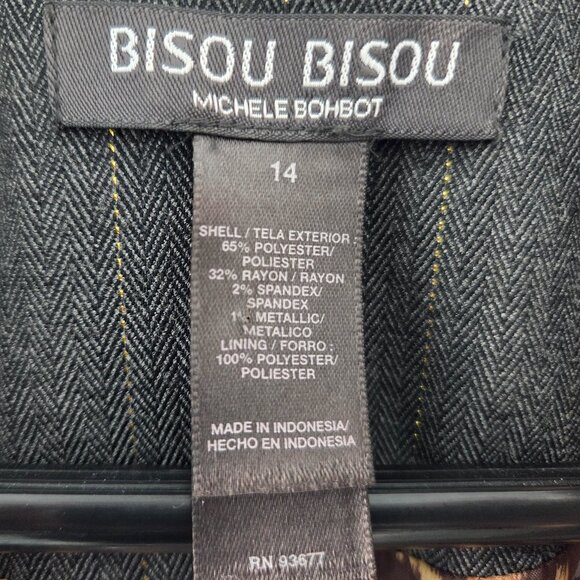 BISOU BISOU
MICHELE BOHBOT
14
SHELL / TELA EXTERIOR :
65% POLYESTER/
POLIESTER
32% RAYON / RAYON
2% SPANDEX/
SPANDEX
1% METALLIC/
METALICO
LINING / FORRO :
100% POLYESTER/
POLIESTER
MADE IN INDONESIA/
HECHO EN INDONESIA
RN 93677